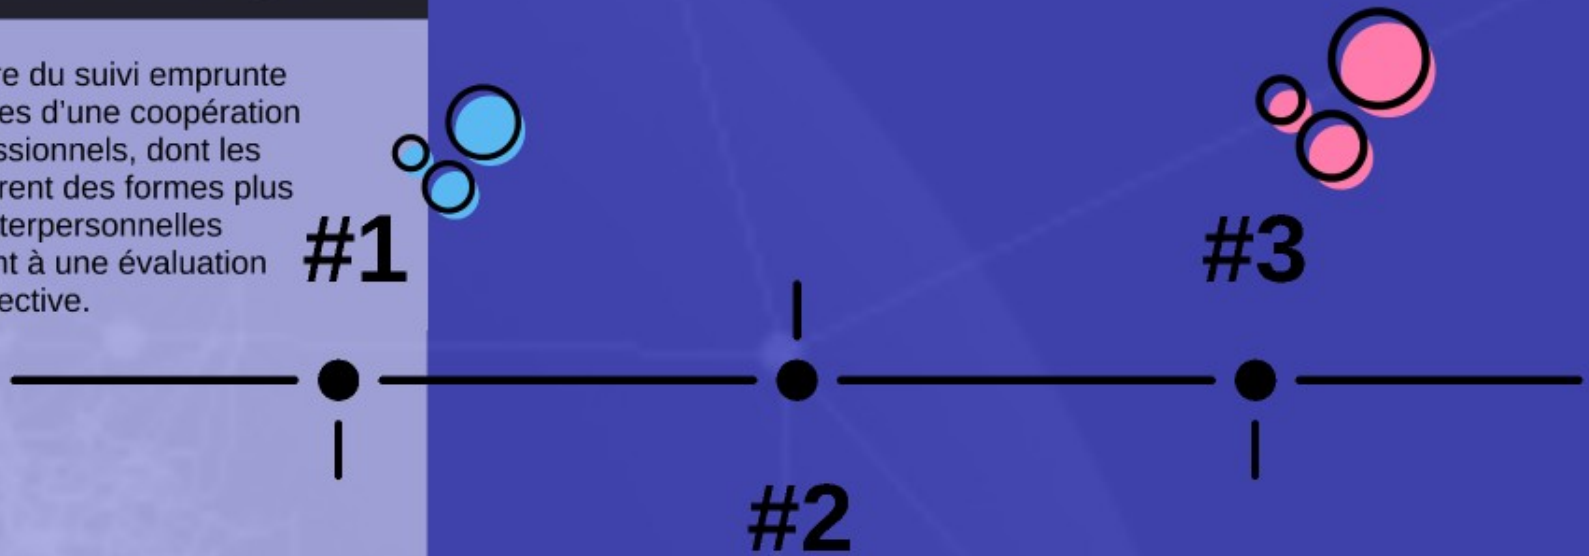 re du suivi emprunte
es d’une coopération
ssionnels, dont les
rent des formes plus
terpersonnelles
nt à une évaluation
ective.
#1
#3
#2